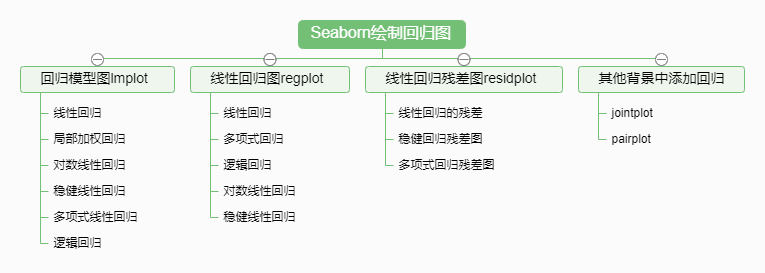 Seaborn绘制回归图
回归模型图lmplot
线性回归
局部加权回归
对数线性回归
稳健线性回归
多项式线性回归
逻辑回归
线性回归图regplot
线性回归
多项式回归
逻辑回归
对数线性回归
稳健线性回归
线性回归残差图residplot
线性回归的残差
稳健回归残差图
多项式回归残差图
其他背景中添加回归
jointplot
pairplot